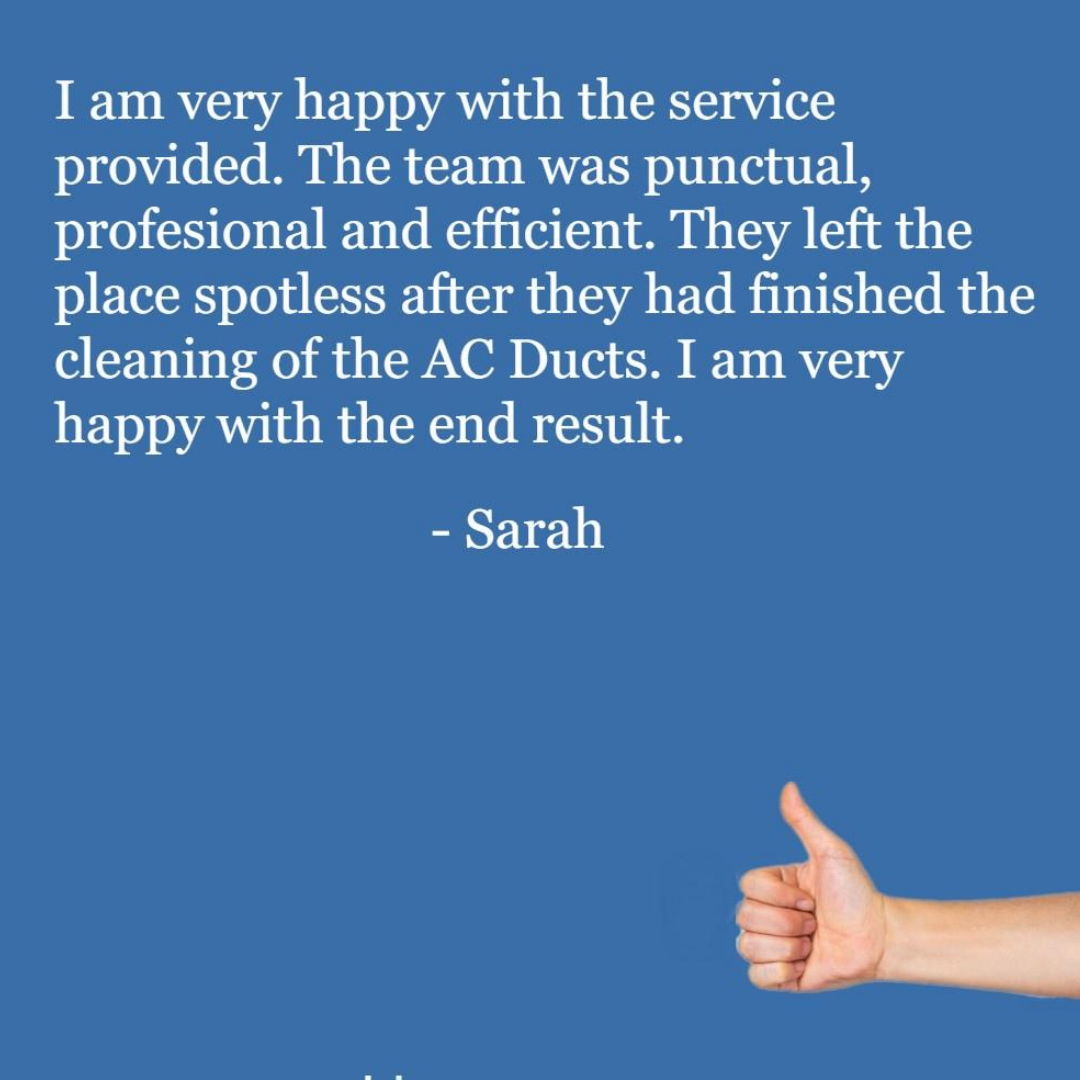 I am very happy with the service
provided. The team was punctual,
profesional and efficient. They left the
place spotless after they had finished the
cleaning of the AC Ducts. I am very
happy with the end result.
- Sarah